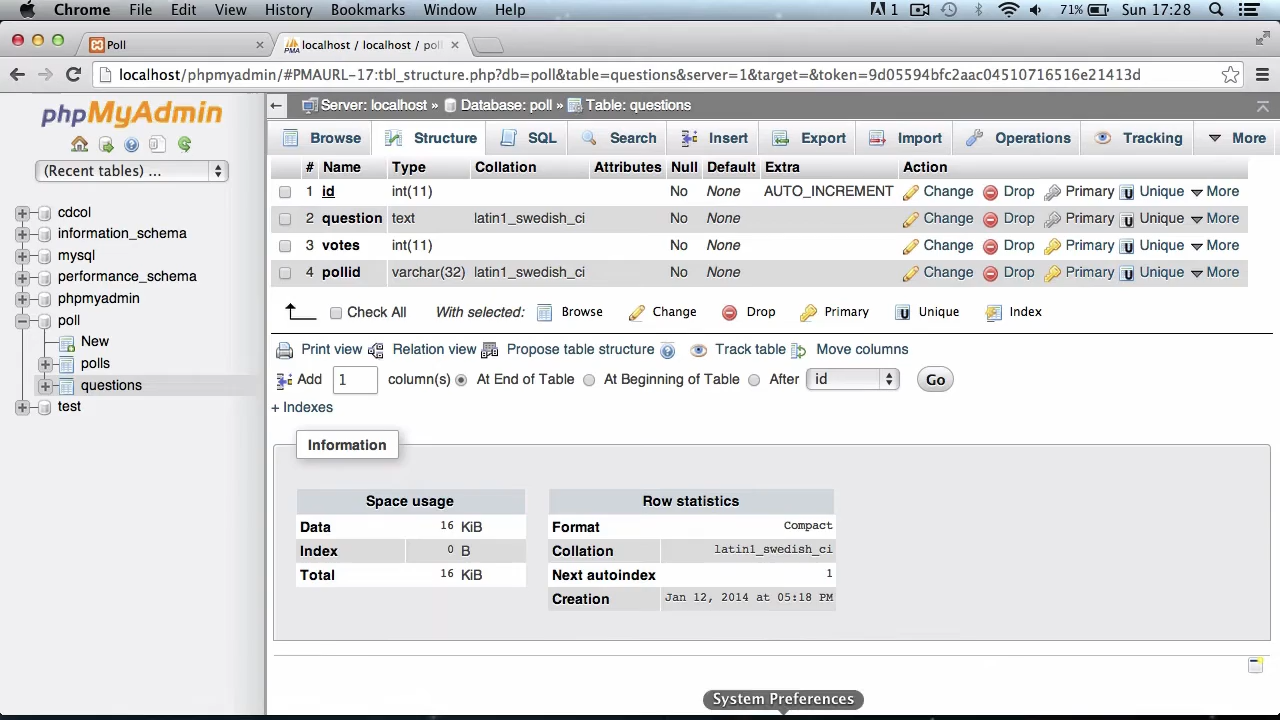 Chrome File Edit View History Bookmarks Window Help 1 71% Sun 17:28
Poll localhost / localhost / poll
localhost/phpmyadmin/#PMAURL-17:tbl_structure.php?db=poll&table=questions&server=1&target=&token=9d05594bfc2aac04510716516e21413d
phpMyAdmin
(Recent tables) ...
cdcol
information_schema
mysql
performance_schema
phpmyadmin
poll
New
polls
questions
test
Server: localhost » Database: poll » Table: questions
Browse Structure SQL Search Insert Export Import Operations Tracking More
# Name Type Collation Attributes Null Default Extra Action
1 id int(11) No None AUTO_INCREMENT Change Drop Primary Unique More
2 question text latin1_swedish_ci No None Change Drop Primary Unique More
3 votes int(11) No None Change Drop Primary Unique More
4 pollid varchar(32) latin1_swedish_ci No None Change Drop Primary Unique More
Check All With selected: Browse Change Drop Primary Unique Index
Print view Relation view Propose table structure Track table Move columns
Add 1 column(s) At End of Table At Beginning of Table After id Go
+ Indexes
Information
Space usage
Data 16 KiB
Index 0 B
Total 16 KiB
Row statistics
Format Compact
Collation latin1_swedish_ci
Next autoindex 1
Creation Jan 12, 2014 at 05:18 PM
System Preferences